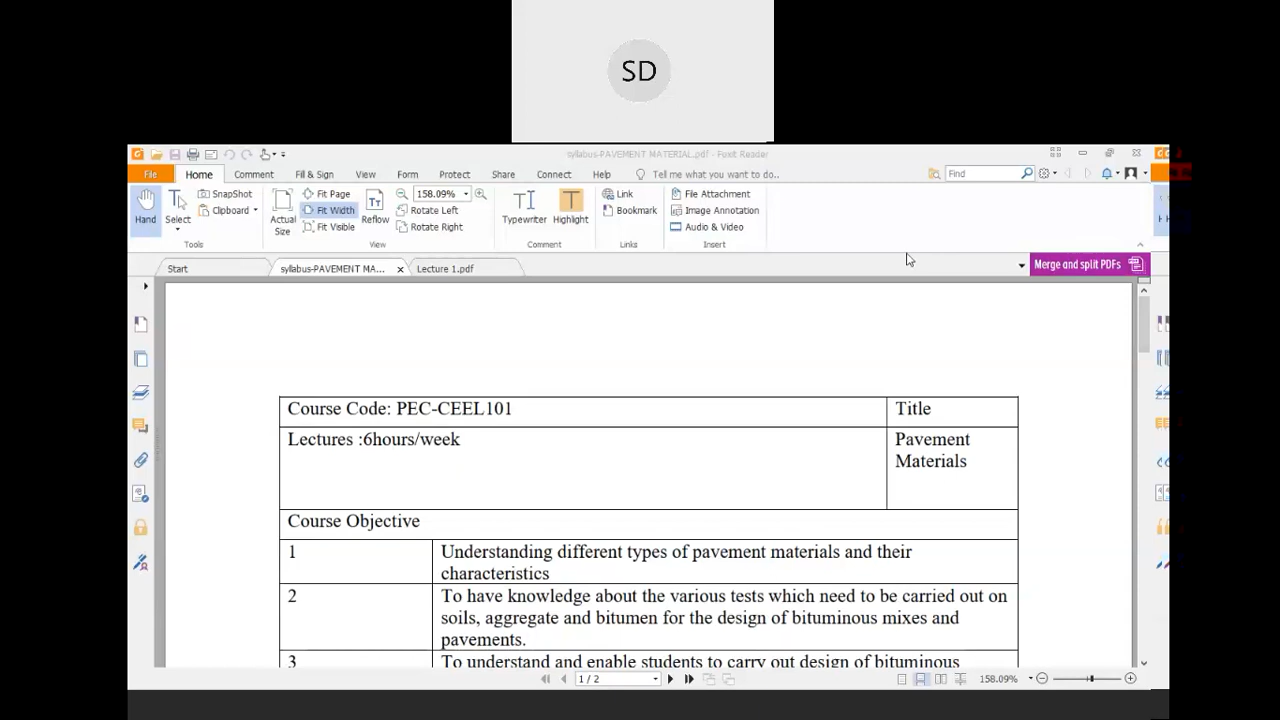 SD
syllabus-PAVEMENT MATERIAL.pdf - Foxit Reader
File Home Comment View Form Protect Share Connect Help Tell me what you want to do.. Find
Fill & Sign
Hand
Select
SnapShot
Clipboard
Tools
Actual Size
Fit Page
Fit Width
Fit Visible
Reflow
158.09%
Rotate Left
Rotate Right
View
Typewriter
Highlight
Comment
Link
Bookmark
Links
File Attachment
Image Annotation
Audio & Video
Insert
Start syllabus-PAVEMENT MA... Lecture 1.pdf Merge and split PDFs
Course Code: PEC-CEEL101 Title
Lectures :6hours/week Pavement
Materials
Course Objective
1 Understanding different types of pavement materials and their
characteristics
2 To have knowledge about the various tests which need to be carried out on
soils, aggregate and bitumen for the design of bituminous mixes and
pavements.
3 To understand and enable students to carry out design of bituminous
1 / 2 158.09%